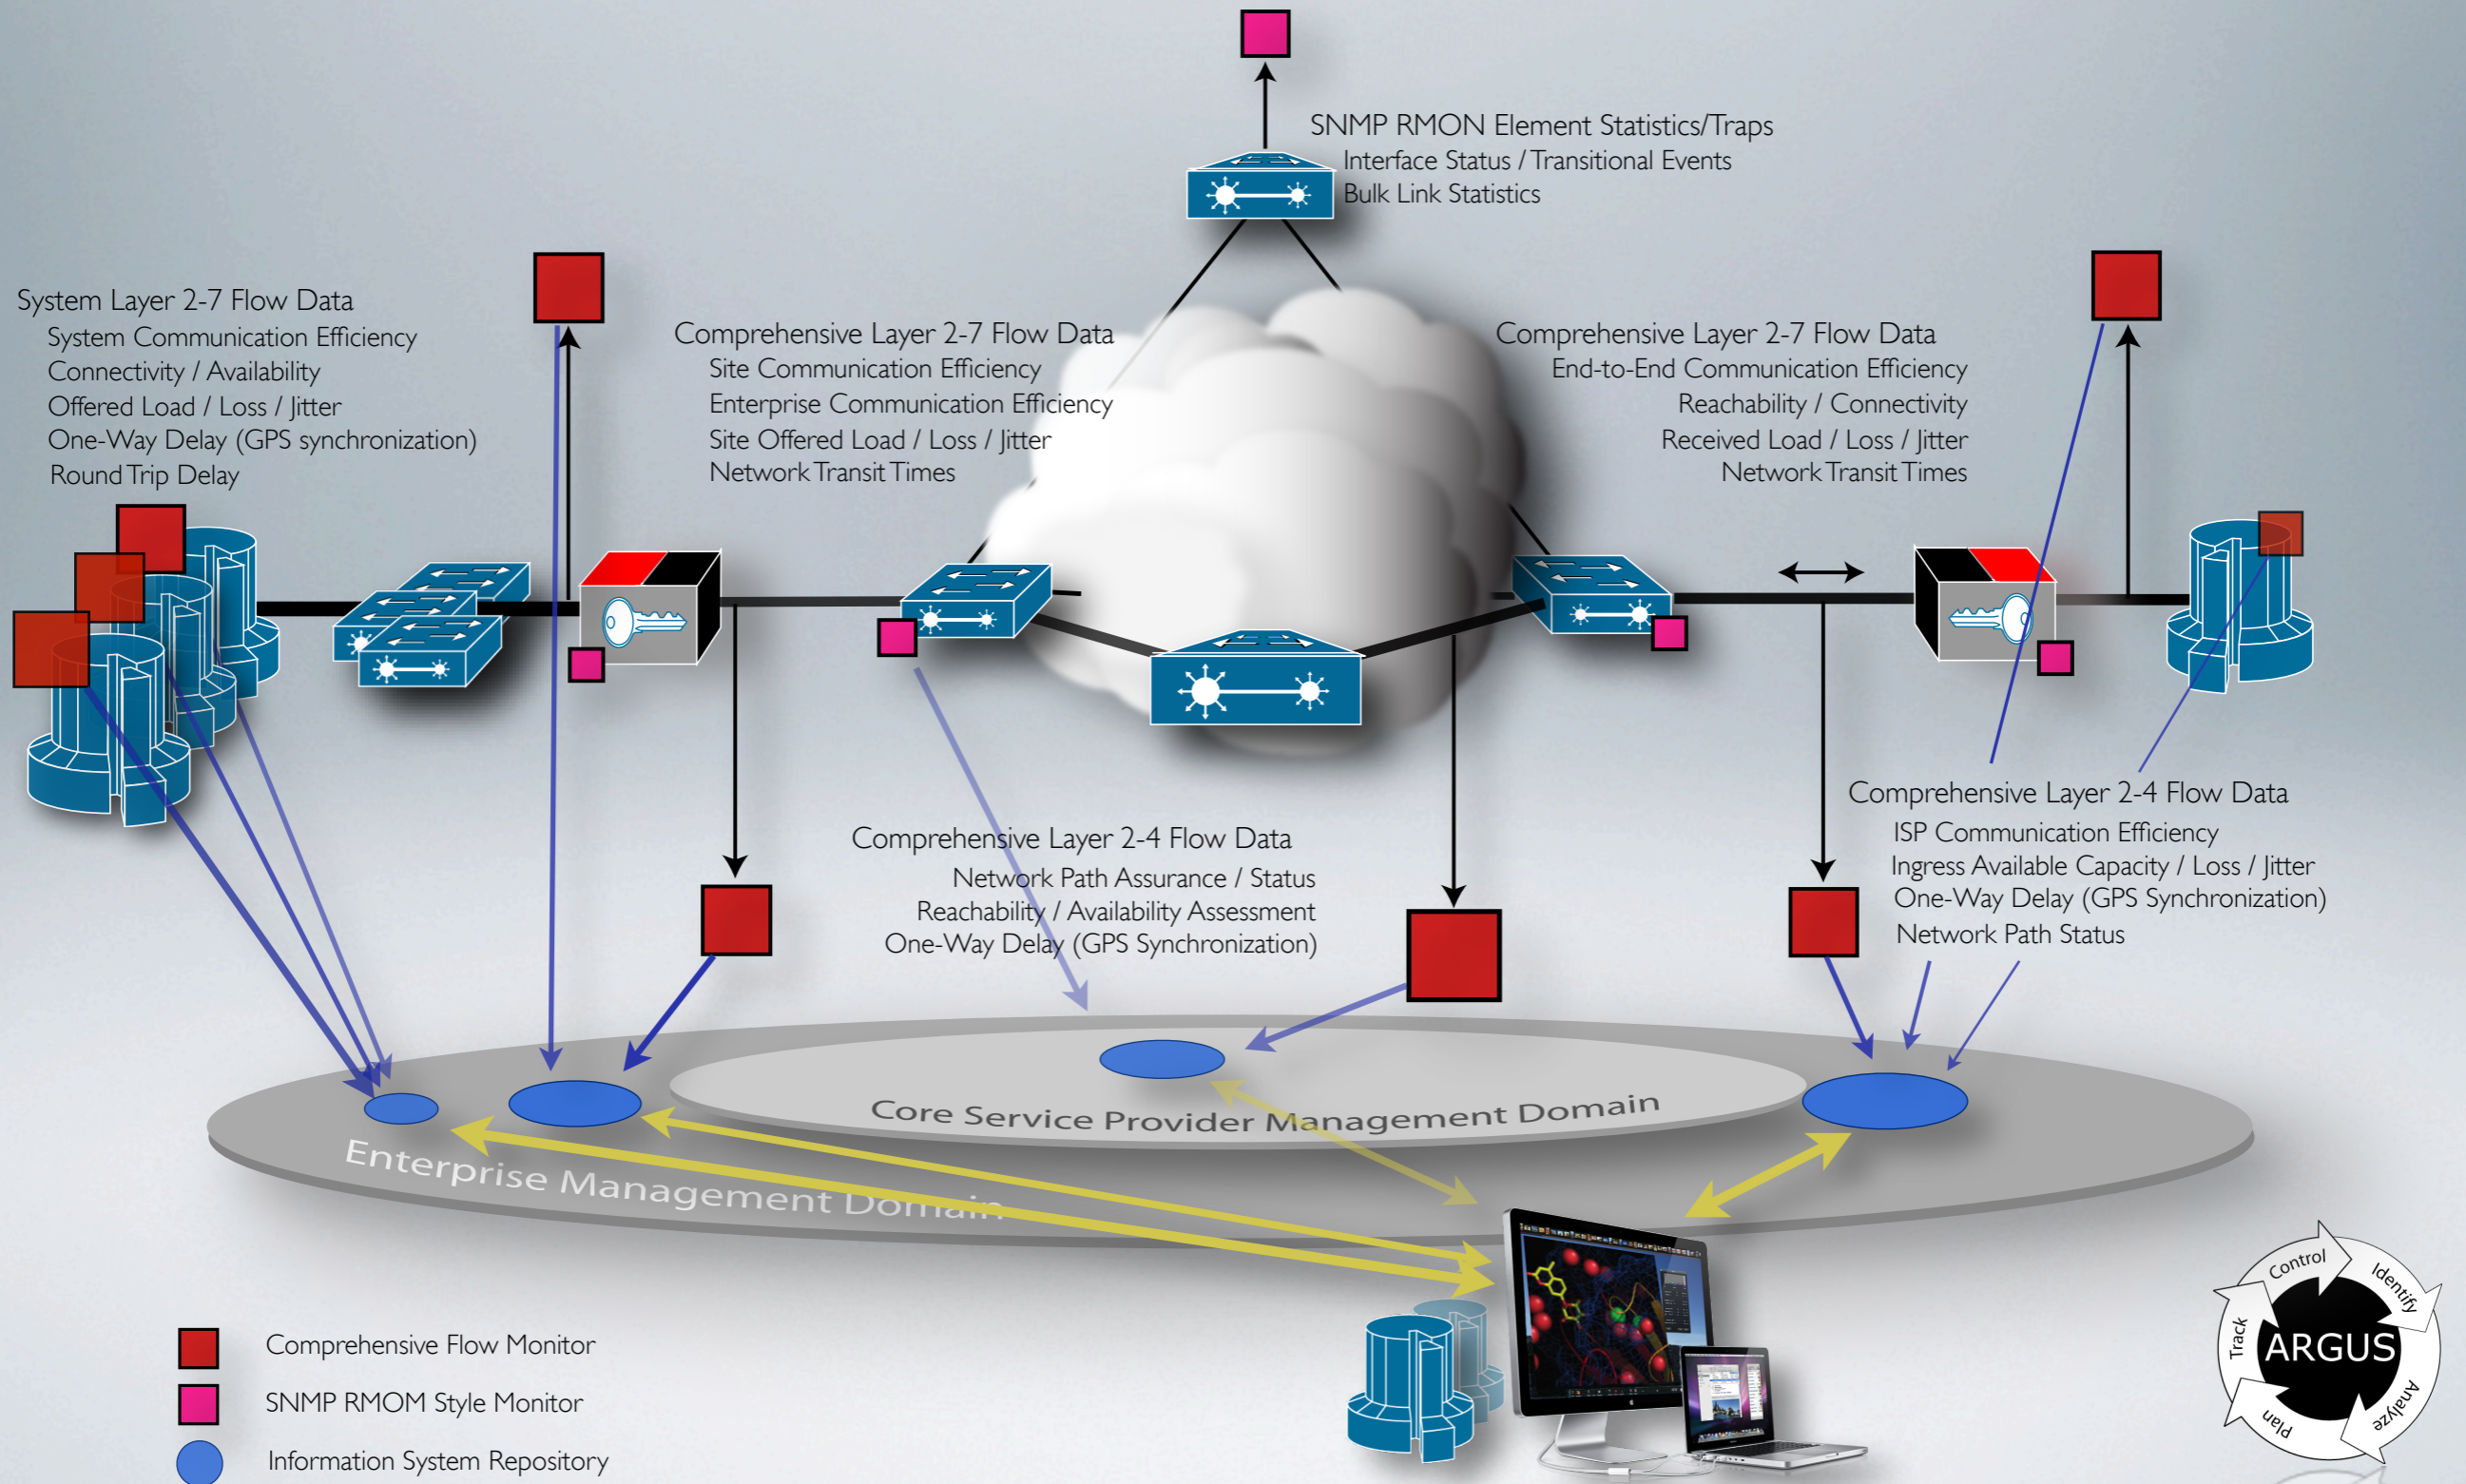 SNMP RMON Element Statistics/Traps
Interface Status / Transitional Events
Bulk Link Statistics
System Layer 2-7 Flow Data
System Communication Efficiency
Connectivity / Availability
Offered Load / Loss / Jitter
One-Way Delay (GPS synchronization)
Round Trip Delay
Comprehensive Layer 2-7 Flow Data
Site Communication Efficiency
Enterprise Communication Efficiency
Site Offered Load / Loss / Jitter
Network Transit Times
Comprehensive Layer 2-7 Flow Data
End-to-End Communication Efficiency
Reachability / Connectivity
Received Load / Loss / Jitter
Network Transit Times
Comprehensive Layer 2-4 Flow Data
Network Path Assurance / Status
Reachability / Availability Assessment
One-Way Delay (GPS Synchronization)
Comprehensive Layer 2-4 Flow Data
ISP Communication Efficiency
Ingress Available Capacity / Loss / Jitter
One-Way Delay (GPS Synchronization)
Network Path Status
Core Service Provider Management Domain
Enterprise Management Domain
Comprehensive Flow Monitor
SNMP RMOM Style Monitor
Information System Repository
Control
Identify
Analyze
Plan
Track
ARGUS